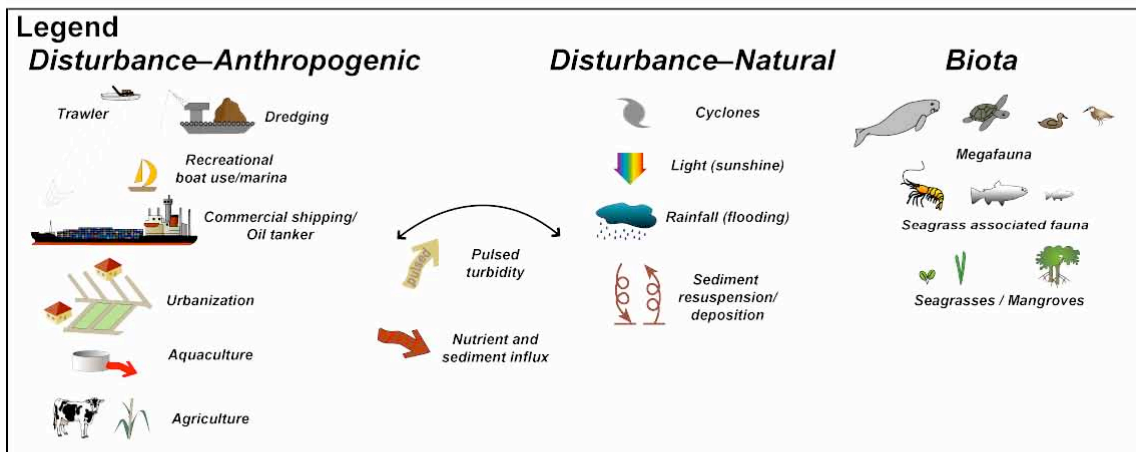 Legend
Disturbance–Anthropogenic
Trawler
Dredging
Recreational
boat use/marina
Commercial shipping/
Oil tanker
Urbanization
Aquaculture
Agriculture
pulsed
Pulsed
turbidity
Nutrient and
sediment influx
Disturbance–Natural
Cyclones
Light (sunshine)
Rainfall (flooding)
Sediment
resuspension/
deposition
Biota
Megafauna
Seagrass associated fauna
Seagrasses / Mangroves